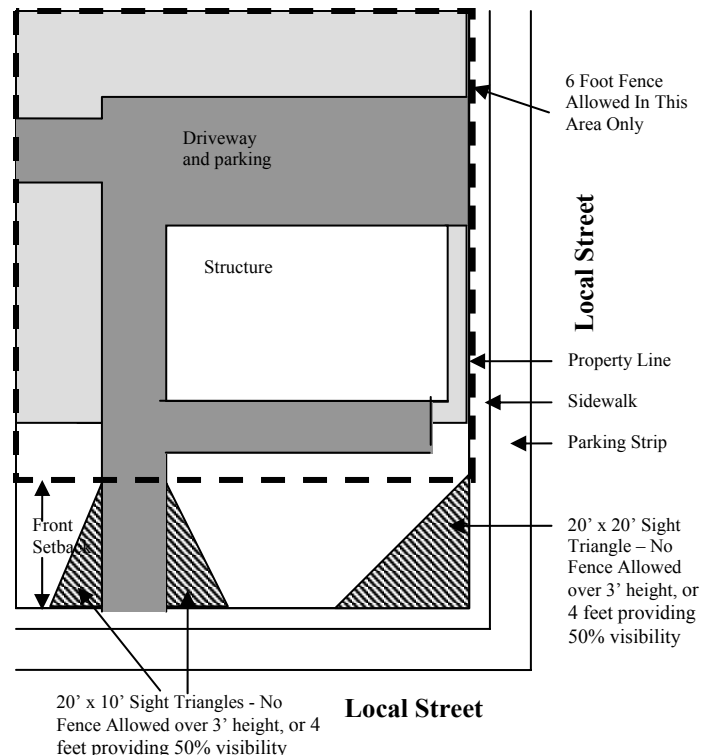 6 Foot Fence
Allowed In This
Area Only
Driveway
and parking
Structure
Local Street
Property Line
Sidewalk
Parking Strip
Front
Setback
20’ x 20’ Sight
Triangle – No
Fence Allowed
over 3’ height, or
4 feet providing
50% visibility
20’ x 10’ Sight Triangles - No
Fence Allowed over 3’ height, or 4
feet providing 50% visibility
Local Street